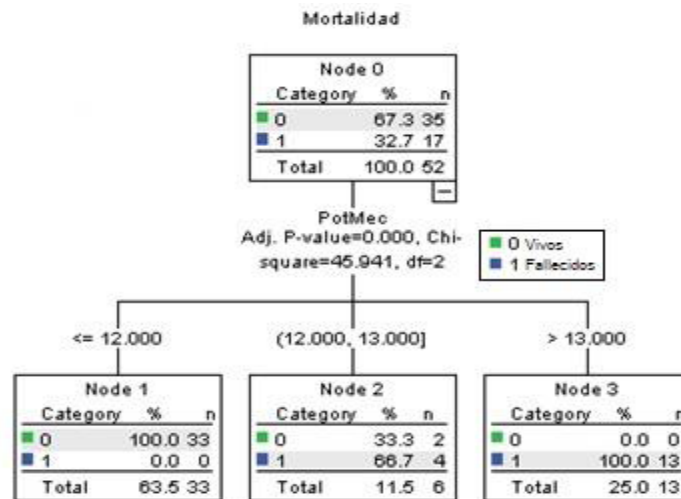 Mortalidad
Node 0
Category % n
0 67.3 35
1 32.7 17
Total 100.0 52
PotMec
Adj. P-value=0.000, Chi-
square=45.941, df=2
0 Vivos
1 Fallecidos
<= 12.000
(12.000, 13.000]
> 13.000
Node 1
Category % n
0 100.0 33
1 0.0 0
Total 63.5 33
Node 2
Category % n
0 33.3 2
1 66.7 4
Total 11.5 6
Node 3
Category % n
0 0.0 0
1 100.0 13
Total 25.0 13